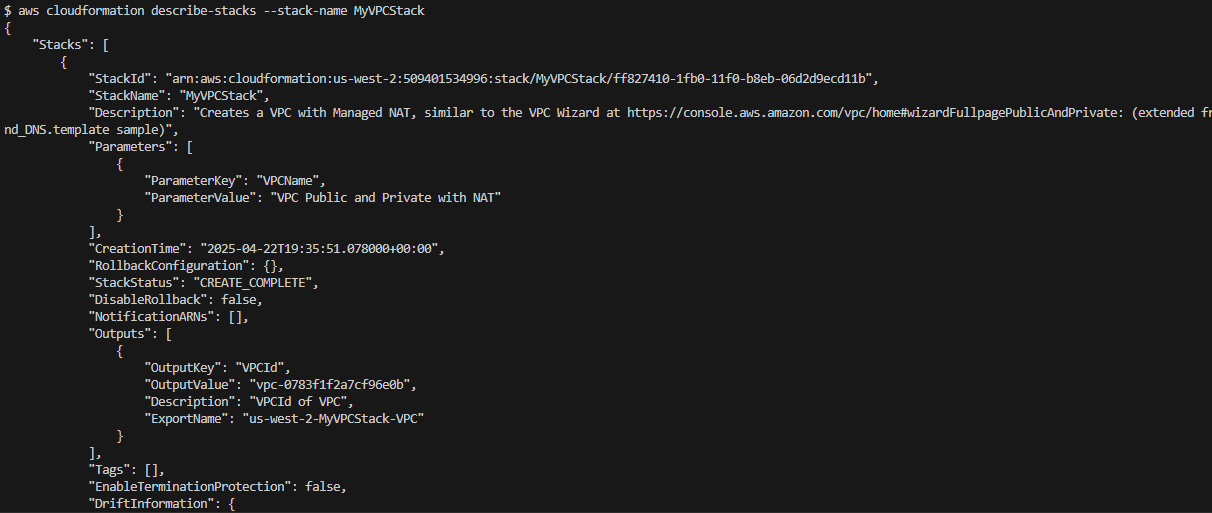 $ aws cloudformation describe-stacks --stack-name MyVPCStack
{
    "Stacks": [
        {
            "StackId": "arn:aws:cloudformation:us-west-2:509401534996:stack/MyVPCStack/ff827410-1fb0-11f0-b8eb-06d2d9ecd11b",
            "StackName": "MyVPCStack",
            "Description": "Creates a VPC with Managed NAT, similar to the VPC Wizard at https://console.aws.amazon.com/vpc/home#wizardFullpagePublicAndPrivate: (extended fr
nd_DNS.template sample)",
            "Parameters": [
                {
                    "ParameterKey": "VPCName",
                    "ParameterValue": "VPC Public and Private with NAT"
                }
            ],
            "CreationTime": "2025-04-22T19:35:51.078000+00:00",
            "RollbackConfiguration": {},
            "StackStatus": "CREATE_COMPLETE",
            "DisableRollback": false,
            "NotificationARNs": [],
            "Outputs": [
                {
                    "OutputKey": "VPCId",
                    "OutputValue": "vpc-0783f1f2a7cf96e0b",
                    "Description": "VPCId of VPC",
                    "ExportName": "us-west-2-MyVPCStack-VPC"
                }
            ],
            "Tags": [],
            "EnableTerminationProtection": false,
            "DriftInformation": {